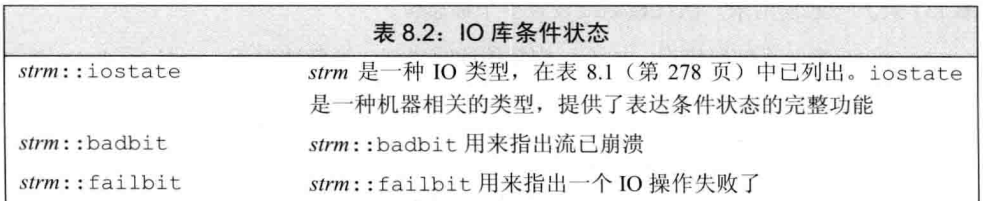 表 8.2：IO 库条件状态
strm::iostate strm 是一种 IO 类型，在表 8.1（第 278 页）中已列出。iostate
是一种机器相关的类型，提供了表达条件状态的完整功能
strm::badbit strm::badbit 用来指出流已崩溃
strm::failbit strm::failbit 用来指出一个 IO 操作失败了